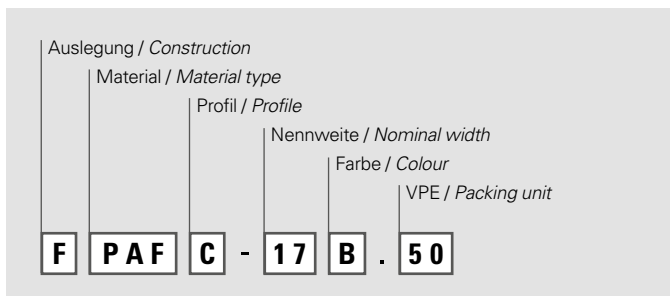 Auslegung / Construction
Material / Material type
Profil / Profile
Nennweite / Nominal width
Farbe / Colour
VPE / Packing unit
F PAF C - 17 B . 50